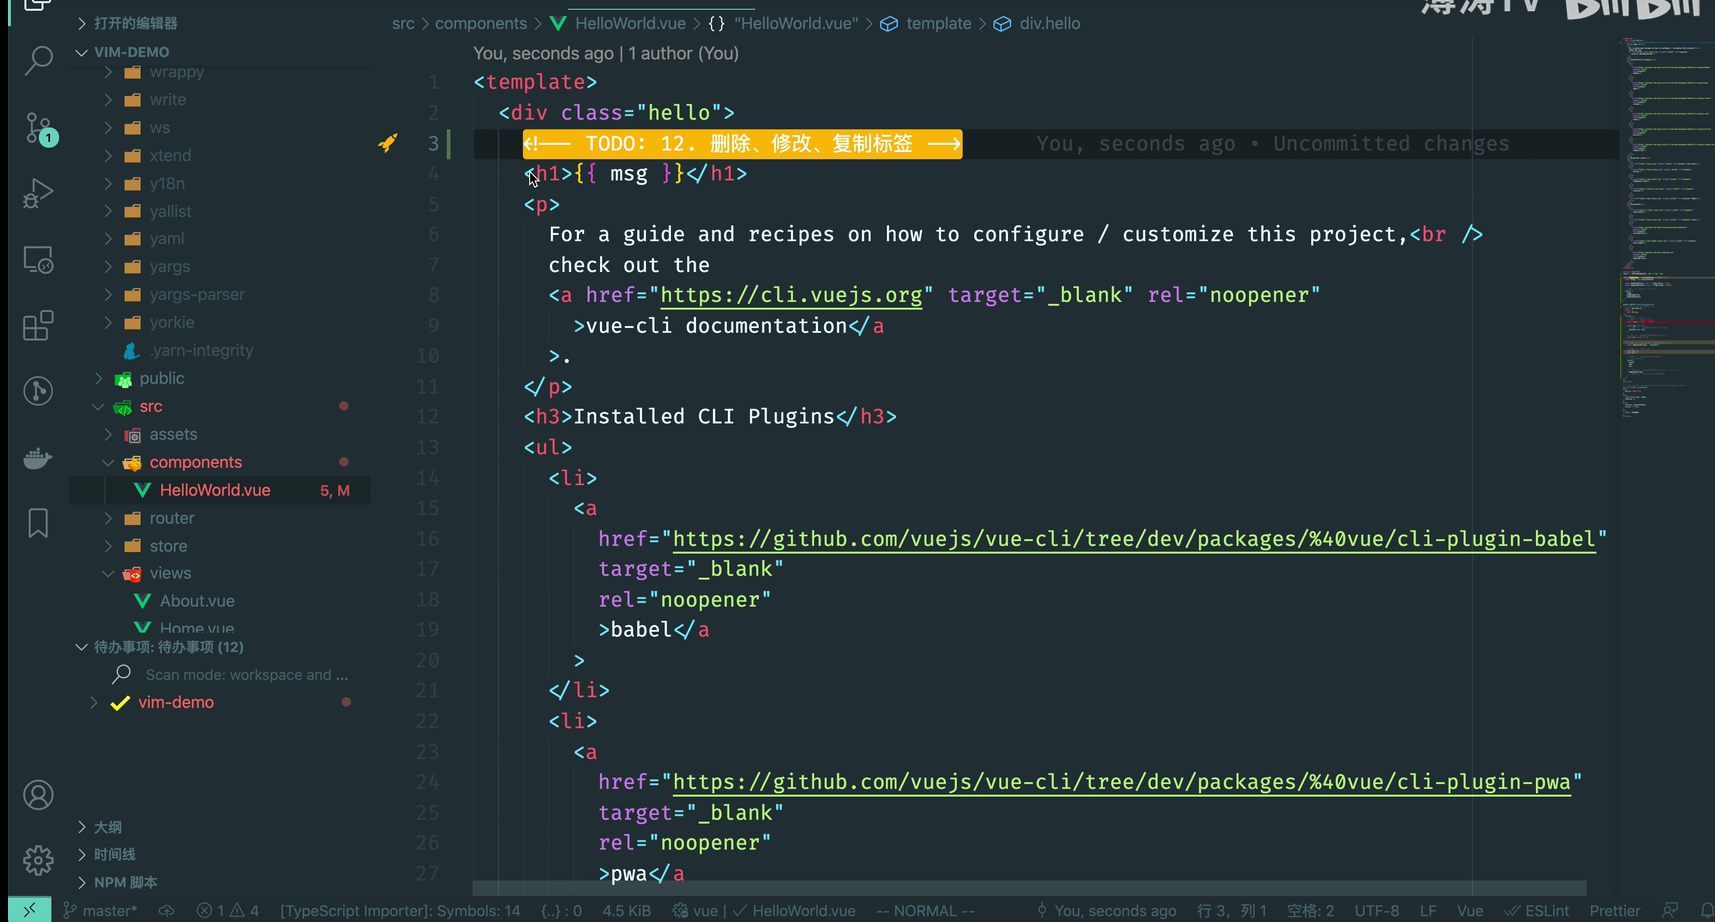 薄涛TV bilibili
打开的编辑器
src > components > HelloWorld.vue > {} "HelloWorld.vue" > template > div.hello
VIM-DEMO
wrappy
write
ws
xtend
y18n
yallist
yaml
yargs
yargs-parser
yorkie
.yarn-integrity
public
src
assets
components
HelloWorld.vue 5, M
router
store
views
About.vue
Home.vue
待办事项: 待办事项 (12)
Scan mode: workspace and ...
vim-demo
大纲
时间线
NPM 脚本
1
You, seconds ago | 1 author (You)
1 <template>
2 <div class="hello">
3 <!-- TODO: 12. 删除、修改、复制标签 --> You, seconds ago • Uncommitted changes
4 <h1>{{ msg }}</h1>
5 <p>
6 For a guide and recipes on how to configure / customize this project,<br />
7 check out the
8 <a href="https://cli.vuejs.org" target="_blank" rel="noopener"
9 >vue-cli documentation</a
10 >.
11 </p>
12 <h3>Installed CLI Plugins</h3>
13 <ul>
14 <li>
15 <a
16 href="https://github.com/vuejs/vue-cli/tree/dev/packages/%40vue/cli-plugin-babel"
17 target="_blank"
18 rel="noopener"
19 >babel</a
20 >
21 </li>
22 <li>
23 <a
24 href="https://github.com/vuejs/vue-cli/tree/dev/packages/%40vue/cli-plugin-pwa"
25 target="_blank"
26 rel="noopener"
27 >pwa</a
master* 1 4 [TypeScript Importer]: Symbols: 14 {..} : 0 4.5 KiB vue | ✓ HelloWorld.vue -- NORMAL -- You, seconds ago 行 3，列 1 空格: 2 UTF-8 LF Vue ESLint Prettier